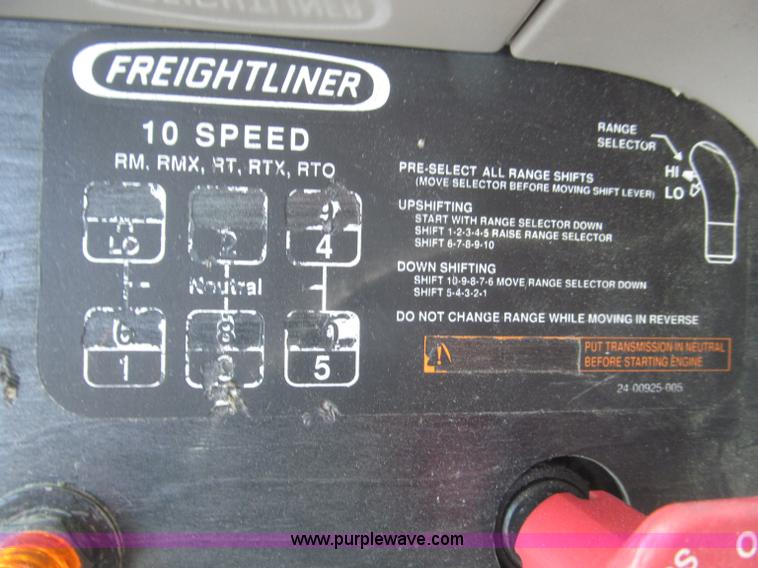 FREIGHTLINER
10 SPEED
RM, RMX, RT, RTX, RTO
LO
2
9
4
Neutral
6
1
8
5
RANGE
SELECTOR
HI
LO
PRE-SELECT ALL RANGE SHIFTS
(MOVE SELECTOR BEFORE MOVING SHIFT LEVER)
UPSHIFTING
START WITH RANGE SELECTOR DOWN
SHIFT 1-2-3-4-5 RAISE RANGE SELECTOR
SHIFT 6-7-8-9-10
DOWN SHIFTING
SHIFT 10-9-8-7-6 MOVE RANGE SELECTOR DOWN
SHIFT 5-4-3-2-1
DO NOT CHANGE RANGE WHILE MOVING IN REVERSE
PUT TRANSMISSION IN NEUTRAL
BEFORE STARTING ENGINE
24-00925-005
www.purplewave.com